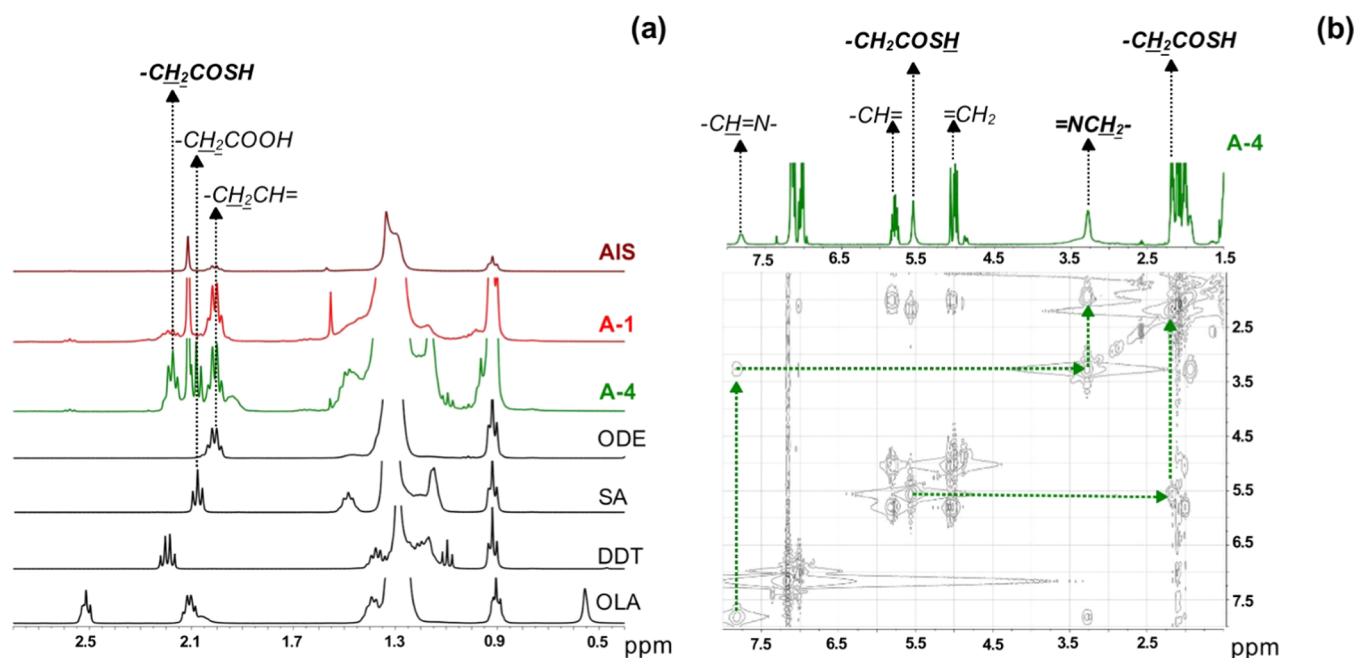 (a)
-CH₂COSH
-CH₂COOH
-CH₂CH=
AIS
A-1
A-4
ODE
SA
DDT
OLA
2.5 2.1 1.7 1.3 0.9 0.5 ppm
(b)
-CH₂COSH -CH₂COSH
-CH=N- -CH= =CH₂ =NCH₂-
A-4
7.5 6.5 5.5 4.5 3.5 2.5 1.5
2.5
3.5
4.5
5.5
6.5
7.5
7.5 6.5 5.5 4.5 3.5 2.5 ppm